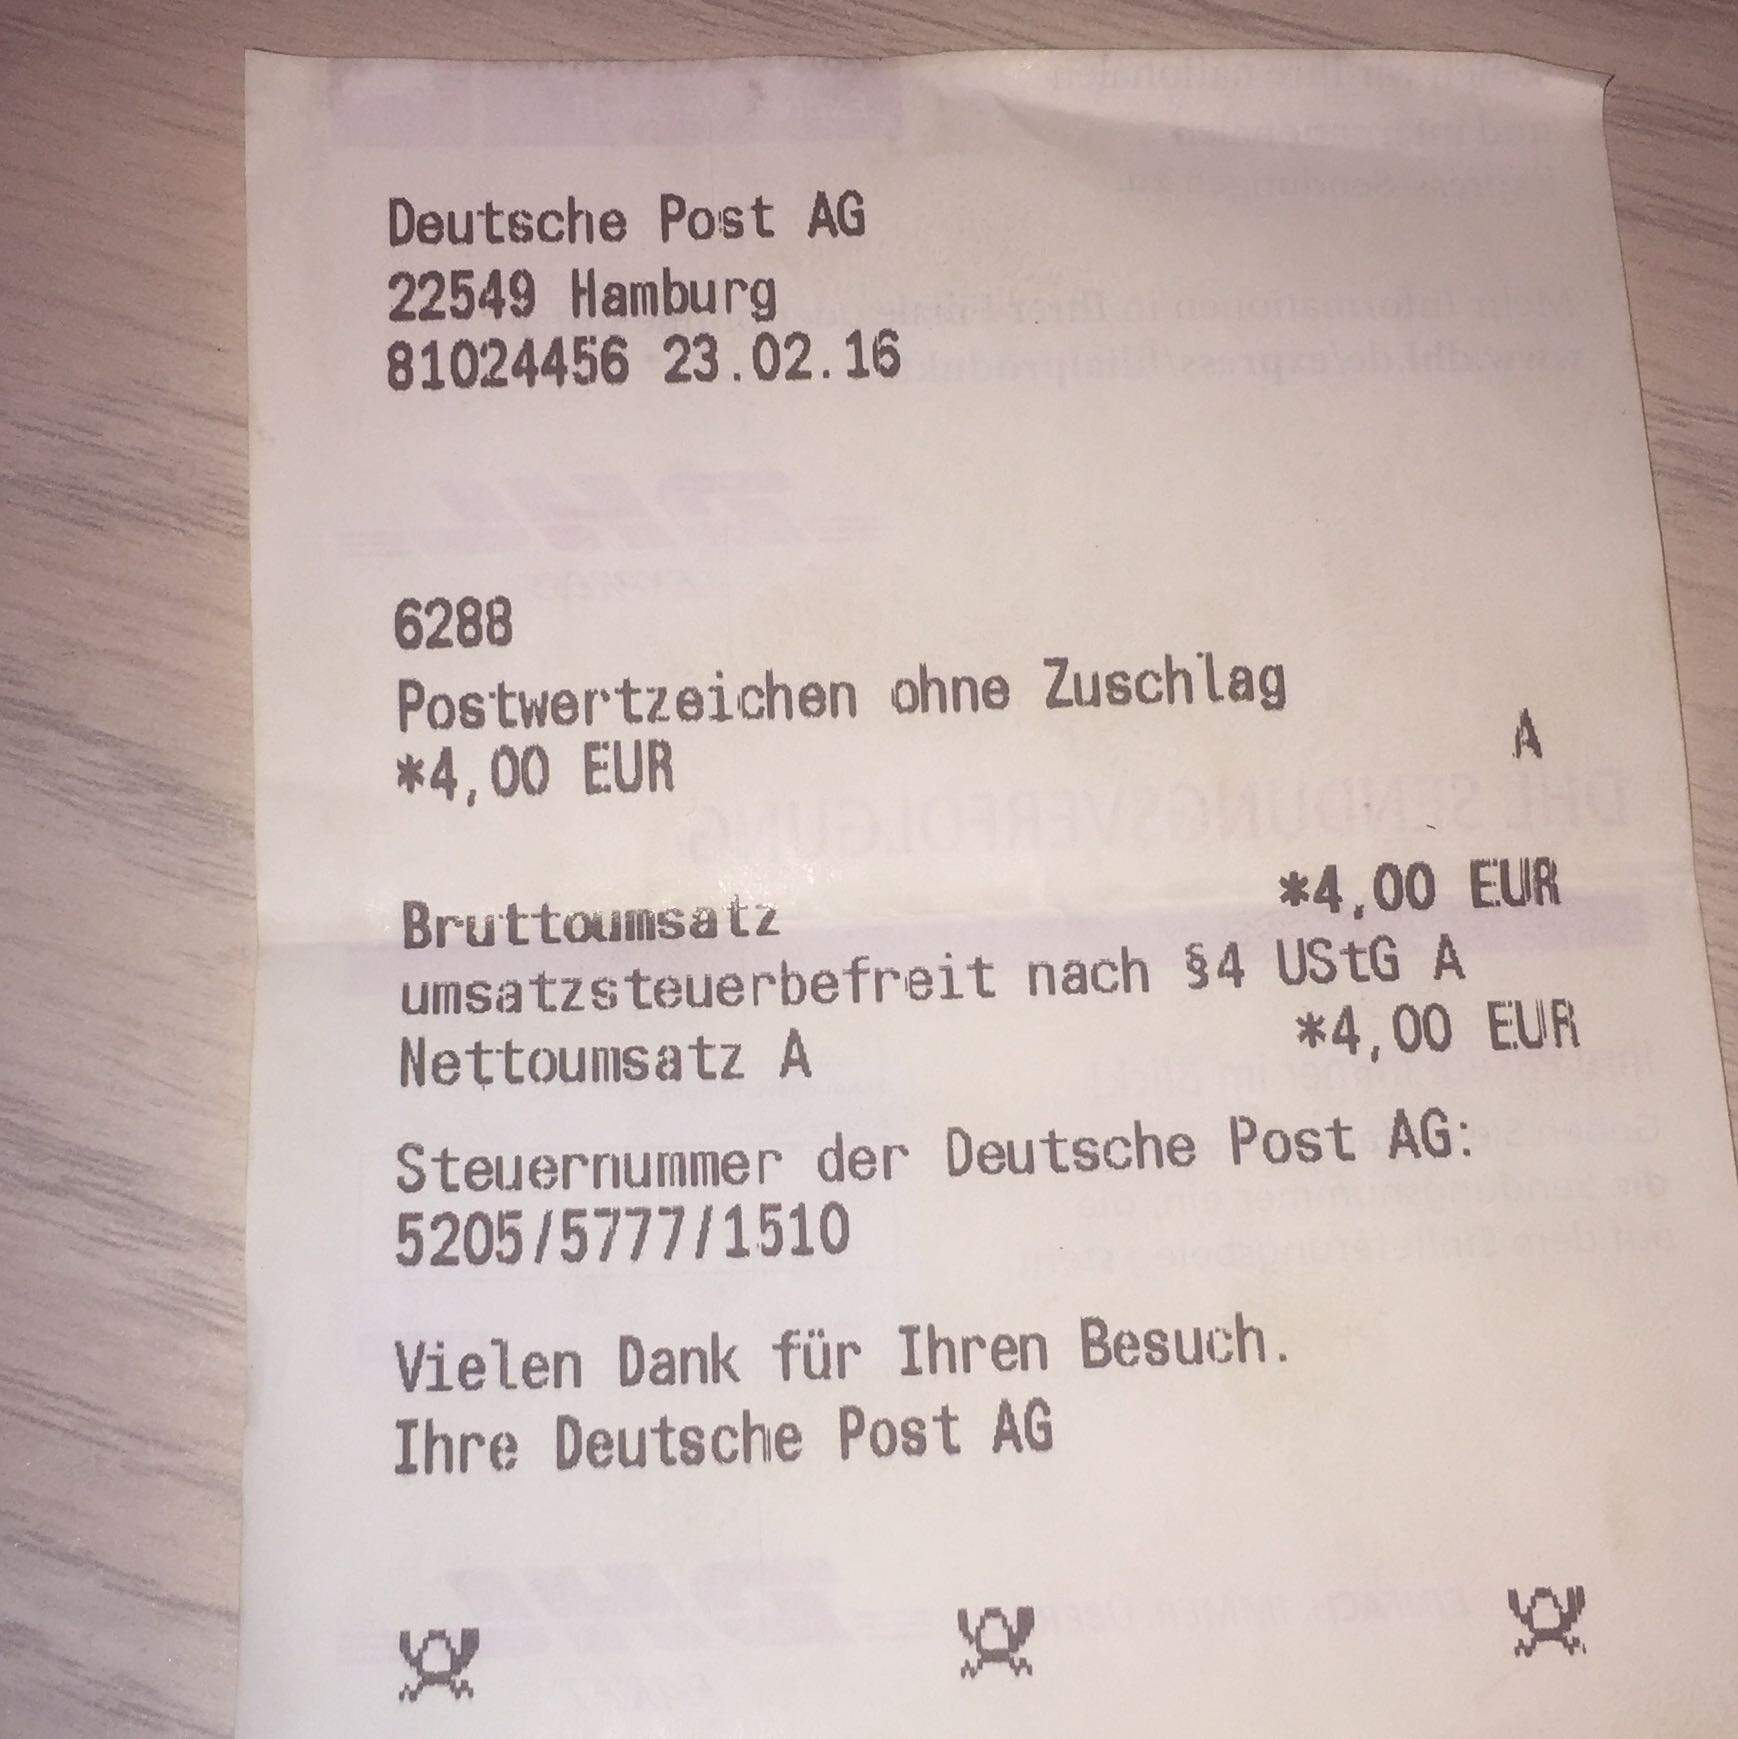 Deutsche Post AG
22549 Hamburg
81024456 23.02.16
6288
Postwertzeichen ohne Zuschlag
*4,00 EUR A
Bruttoumsatz *4,00 EUR
umsatzsteuerbefreit nach §4 UStG A
Nettoumsatz A *4,00 EUR
Steuernummer der Deutsche Post AG:
5205/5777/1510
Vielen Dank für Ihren Besuch.
Ihre Deutsche Post AG
DHL SENDUNGSVERFOLGUNG